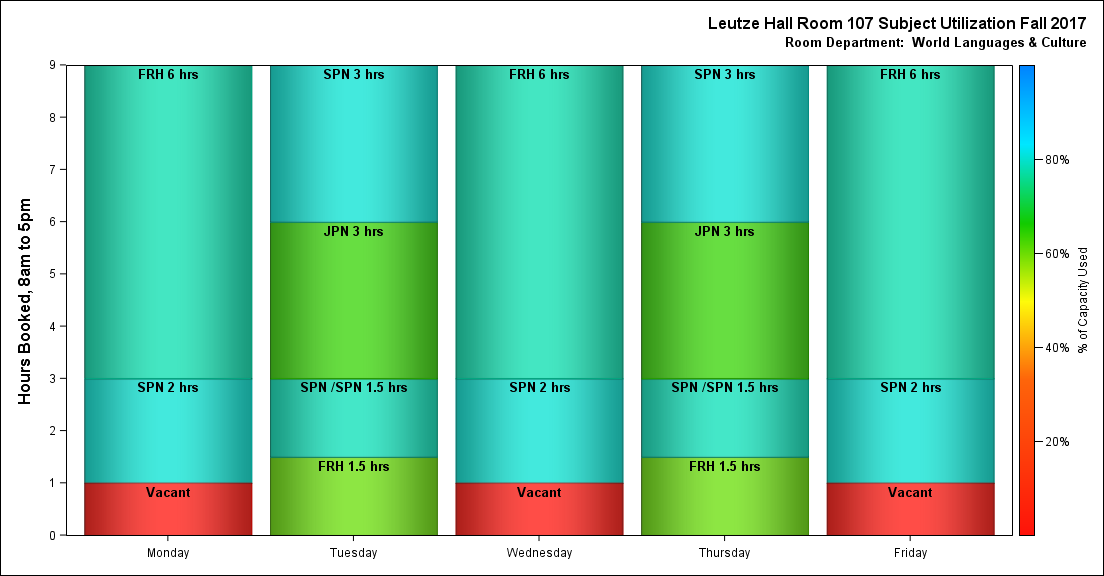 Leutze Hall Room 107 Subject Utilization Fall 2017
Room Department:  World Languages & Culture
Hours Booked, 8am to 5pm
9
8
7
6
5
4
3
2
1
0
FRH 6 hrs
SPN 2 hrs
Vacant
Monday
SPN 3 hrs
JPN 3 hrs
SPN /SPN 1.5 hrs
FRH 1.5 hrs
Tuesday
FRH 6 hrs
SPN 2 hrs
Vacant
Wednesday
SPN 3 hrs
JPN 3 hrs
SPN /SPN 1.5 hrs
FRH 1.5 hrs
Thursday
FRH 6 hrs
SPN 2 hrs
Vacant
Friday
80%
60%
40%
20%
% of Capacity Used